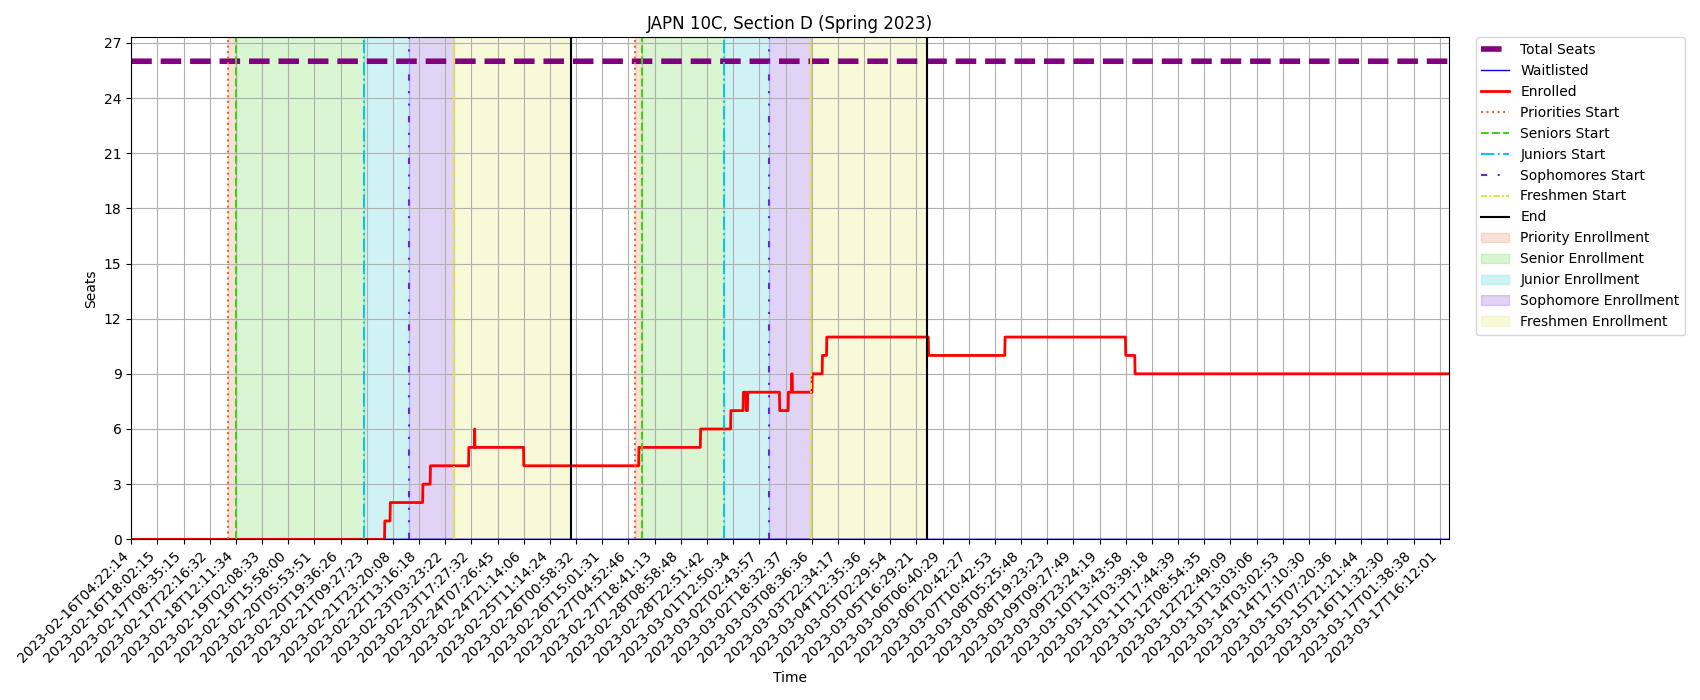 JAPN 10C, Section D (Spring 2023)
Seats
27
24
21
18
15
12
9
6
3
0
2023-02-16T04:22:14
2023-02-16T18:02:15
2023-02-17T08:35:15
2023-02-17T22:16:32
2023-02-18T12:11:34
2023-02-19T02:08:33
2023-02-19T15:58:00
2023-02-20T05:53:51
2023-02-20T19:36:26
2023-02-21T09:27:23
2023-02-21T23:20:08
2023-02-22T13:16:18
2023-02-23T03:23:22
2023-02-23T17:27:32
2023-02-24T07:26:45
2023-02-24T21:14:06
2023-02-25T11:14:24
2023-02-26T00:58:32
2023-02-26T15:01:31
2023-02-27T04:52:46
2023-02-27T18:41:13
2023-02-28T08:58:48
2023-02-28T22:51:42
2023-03-01T12:50:34
2023-03-02T02:43:57
2023-03-02T18:32:37
2023-03-03T08:36:36
2023-03-03T22:34:17
2023-03-04T12:35:36
2023-03-05T02:29:54
2023-03-05T16:29:21
2023-03-06T06:40:29
2023-03-06T20:42:27
2023-03-07T10:42:53
2023-03-08T05:25:48
2023-03-08T19:23:23
2023-03-09T09:27:49
2023-03-09T23:24:19
2023-03-10T13:43:58
2023-03-11T03:39:18
2023-03-11T17:44:39
2023-03-12T08:54:35
2023-03-12T22:49:09
2023-03-13T13:03:06
2023-03-14T03:02:53
2023-03-14T17:10:30
2023-03-15T07:20:36
2023-03-15T21:21:44
2023-03-16T11:32:30
2023-03-17T01:38:38
2023-03-17T16:12:01
Time
Total Seats
Waitlisted
Enrolled
Priorities Start
Seniors Start
Juniors Start
Sophomores Start
Freshmen Start
End
Priority Enrollment
Senior Enrollment
Junior Enrollment
Sophomore Enrollment
Freshmen Enrollment